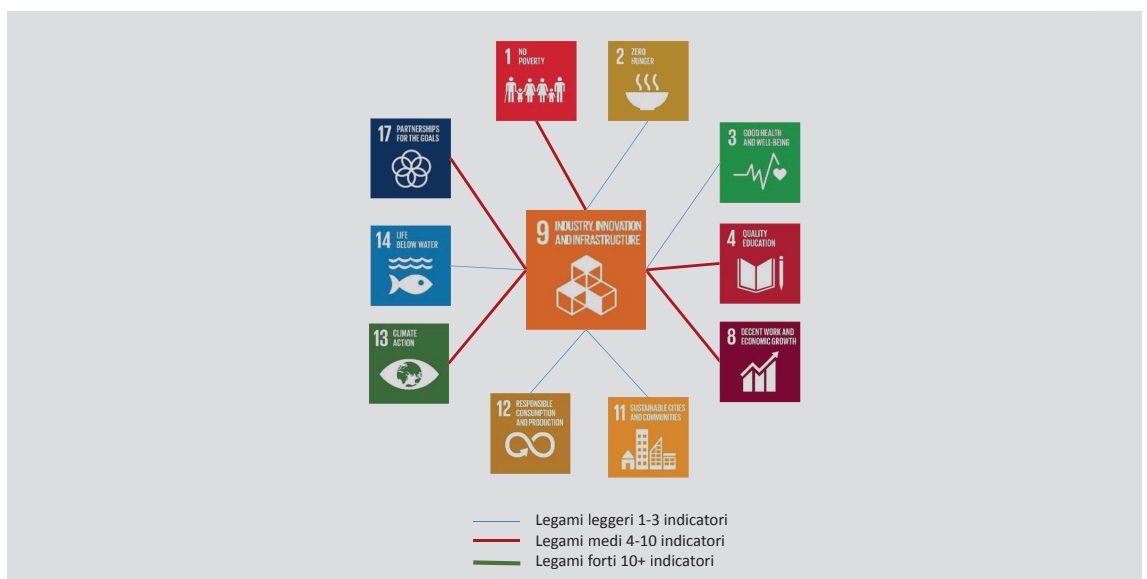 1 NO
POVERTY
2 ZERO
HUNGER
17 PARTNERSHIPS
FOR THE GOALS
3 GOOD HEALTH
AND WELL-BEING
9 INDUSTRY, INNOVATION
AND INFRASTRUCTURE
14 LIFE
BELOW WATER
4 QUALITY
EDUCATION
13 CLIMATE
ACTION
8 DECENT WORK AND
ECONOMIC GROWTH
12 RESPONSIBLE
CONSUMPTION
AND PRODUCTION
11 SUSTAINABLE CITIES
AND COMMUNITIES
Legami leggeri 1-3 indicatori
Legami medi 4-10 indicatori
Legami forti 10+ indicatori